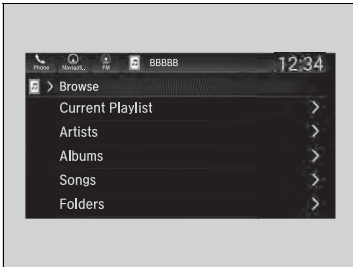 Phone Navigati.. FM BBBBB 12:34
Browse
Current Playlist
Artists
Albums
Songs
Folders